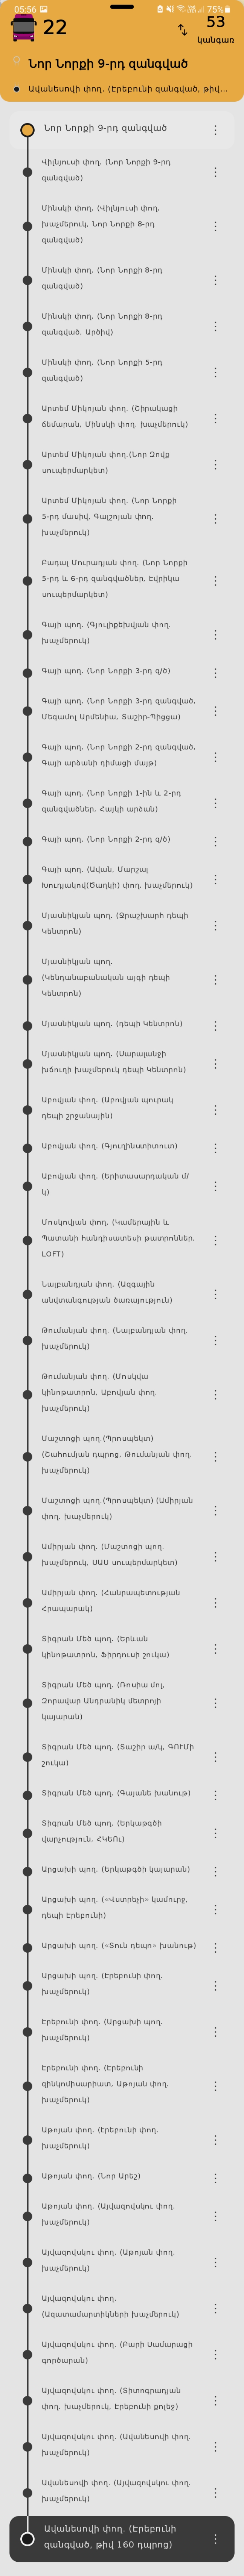 05:56 75%
22
53
կանգառ
Նոր Նորքի 9-րդ զանգված
Ավանեսովի փող. (Էրեբունի զանգված, թիվ...
Նոր Նորքի 9-րդ զանգված
Վիլնյուսի փող. (Նոր Նորքի 9-րդ
զանգված)
Մինսկի փող. (Վիլնյուսի փող.
խաչմերուկ, Նոր Նորքի 8-րդ
զանգված)
Մինսկի փող. (Նոր Նորքի 8-րդ
զանգված)
Մինսկի փող. (Նոր Նորքի 8-րդ
զանգված, Արծիվ)
Մինսկի փող. (Նոր Նորքի 5-րդ
զանգված)
Արտեմ Միկոյան փող. (Շիրակացի
ճեմարան, Մինսկի փող. խաչմերուկ)
Արտեմ Միկոյան փող.(Նոր Զովք
սուպերմարկետ)
Արտեմ Միկոյան փող. (Նոր Նորքի
5-րդ մասիվ, Գալշոյան փող.
խաչմերուկ)
Բադալ Մուրադյան փող. (Նոր Նորքի
5-րդ և 6-րդ զանգվածներ, Էվրիկա
սուպերմարկետ)
Գայի պող. (Գյուլիքեխվյան փող.
խաչմերուկ)
Գայի պող. (Նոր Նորքի 3-րդ զ/ծ)
Գայի պող. (Նոր Նորքի 3-րդ զանգված,
Մեգամոլ Արմենիա, Տաշիր-Պիցցա)
Գայի պող. (Նոր Նորքի 2-րդ զանգված,
Գայի արձանի դիմացի մայթ)
Գայի պող. (Նոր Նորքի 1-ին և 2-րդ
զանգվածներ, Հայկի արձան)
Գայի պող. (Նոր Նորքի 2-րդ զ/ծ)
Գայի պող. (Ավան, Մարշալ
Խուդյակով(Ծաղկի) փող. խաչմերուկ)
Մյասնիկյան պող. (Ջրաշխարհ դեպի
Կենտրոն)
Մյասնիկյան պող.
(Կենդանաբանական այգի դեպի
Կենտրոն)
Մյասնիկյան պող. (դեպի Կենտրոն)
Մյասնիկյան պող. (Սարալանջի
խճուղի խաչմերուկ դեպի Կենտրոն)
Աբովյան փող. (Աբովյան պուրակ
դեպի շրջանային)
Աբովյան փող. (Գյուղինստիտուտ)
Աբովյան փող. (Երիտասարդական մ/
կ)
Մոսկովյան փող. (Կամերային և
Պատանի հանդիսատեսի թատրոններ,
LOFT)
Նալբանդյան փող. (Ազգային
անվտանգության ծառայություն)
Թումանյան փող. (Նալբանդյան փող.
խաչմերուկ)
Թումանյան փող. (Մոսկվա
կինոթատրոն, Աբովյան փող.
խաչմերուկ)
Մաշտոցի պող.(Պրոսպեկտ)
(Շահումյան դպրոց, Թումանյան փող.
խաչմերուկ)
Մաշտոցի պող.(Պրոսպեկտ) (Ամիրյան
փող. խաչմերուկ)
Ամիրյան փող. (Մաշտոցի պող.
խաչմերուկ, ՍԱՍ սուպերմարկետ)
Ամիրյան փող. (Հանրապետության
Հրապարակ)
Տիգրան Մեծ պող. (Երևան
կինոթատրոն, Ֆիրդուսի շուկա)
Տիգրան Մեծ պող. (Ռոսիա մոլ,
Զորավար Անդրանիկ մետրոյի
կայարան)
Տիգրան Մեծ պող. (Տաշիր ա/կ, ԳՈՒՄի
շուկա)
Տիգրան Մեծ պող. (Գայանե խանութ)
Տիգրան Մեծ պող. (Երկաթգծի
վարչություն, ՀԿԵՈւ)
Արցախի պող. (Երկաթգծի կայարան)
Արցախի պող. («Վստրեչի» կամուրջ,
դեպի Էրեբունի)
Արցախի պող. («Տուն դեպո» խանութ)
Արցախի պող. (Էրեբունի փող.
խաչմերուկ)
Էրեբունի փող. (Արցախի պող.
խաչմերուկ)
Էրեբունի փող. (Էրեբունի
զինկոմիսարիատ, Աթոյան փող.
խաչմերուկ)
Աթոյան փող. (էրեբունի փող.
խաչմերուկ)
Աթոյան փող. (Նոր Արեշ)
Աթոյան փող. (Այվազովսկու փող.
խաչմերուկ)
Այվազովսկու փող. (Աթոյան փող.
խաչմերուկ)
Այվազովսկու փող.
(Ազատամարտիկների խաչմերուկ)
Այվազովսկու փող. (Բարի Սամարացի
գործարան)
Այվազովսկու փող. (Տիտոգրադյան
փող. խաչմերուկ, Էրեբունի քոլեջ)
Այվազովսկու փող. (Ավանեսովի փող.
խաչմերուկ)
Ավանեսովի փող. (Այվազովսկու փող.
խաչմերուկ)
Ավանեսովի փող. (Էրեբունի
զանգված, թիվ 160 դպրոց)